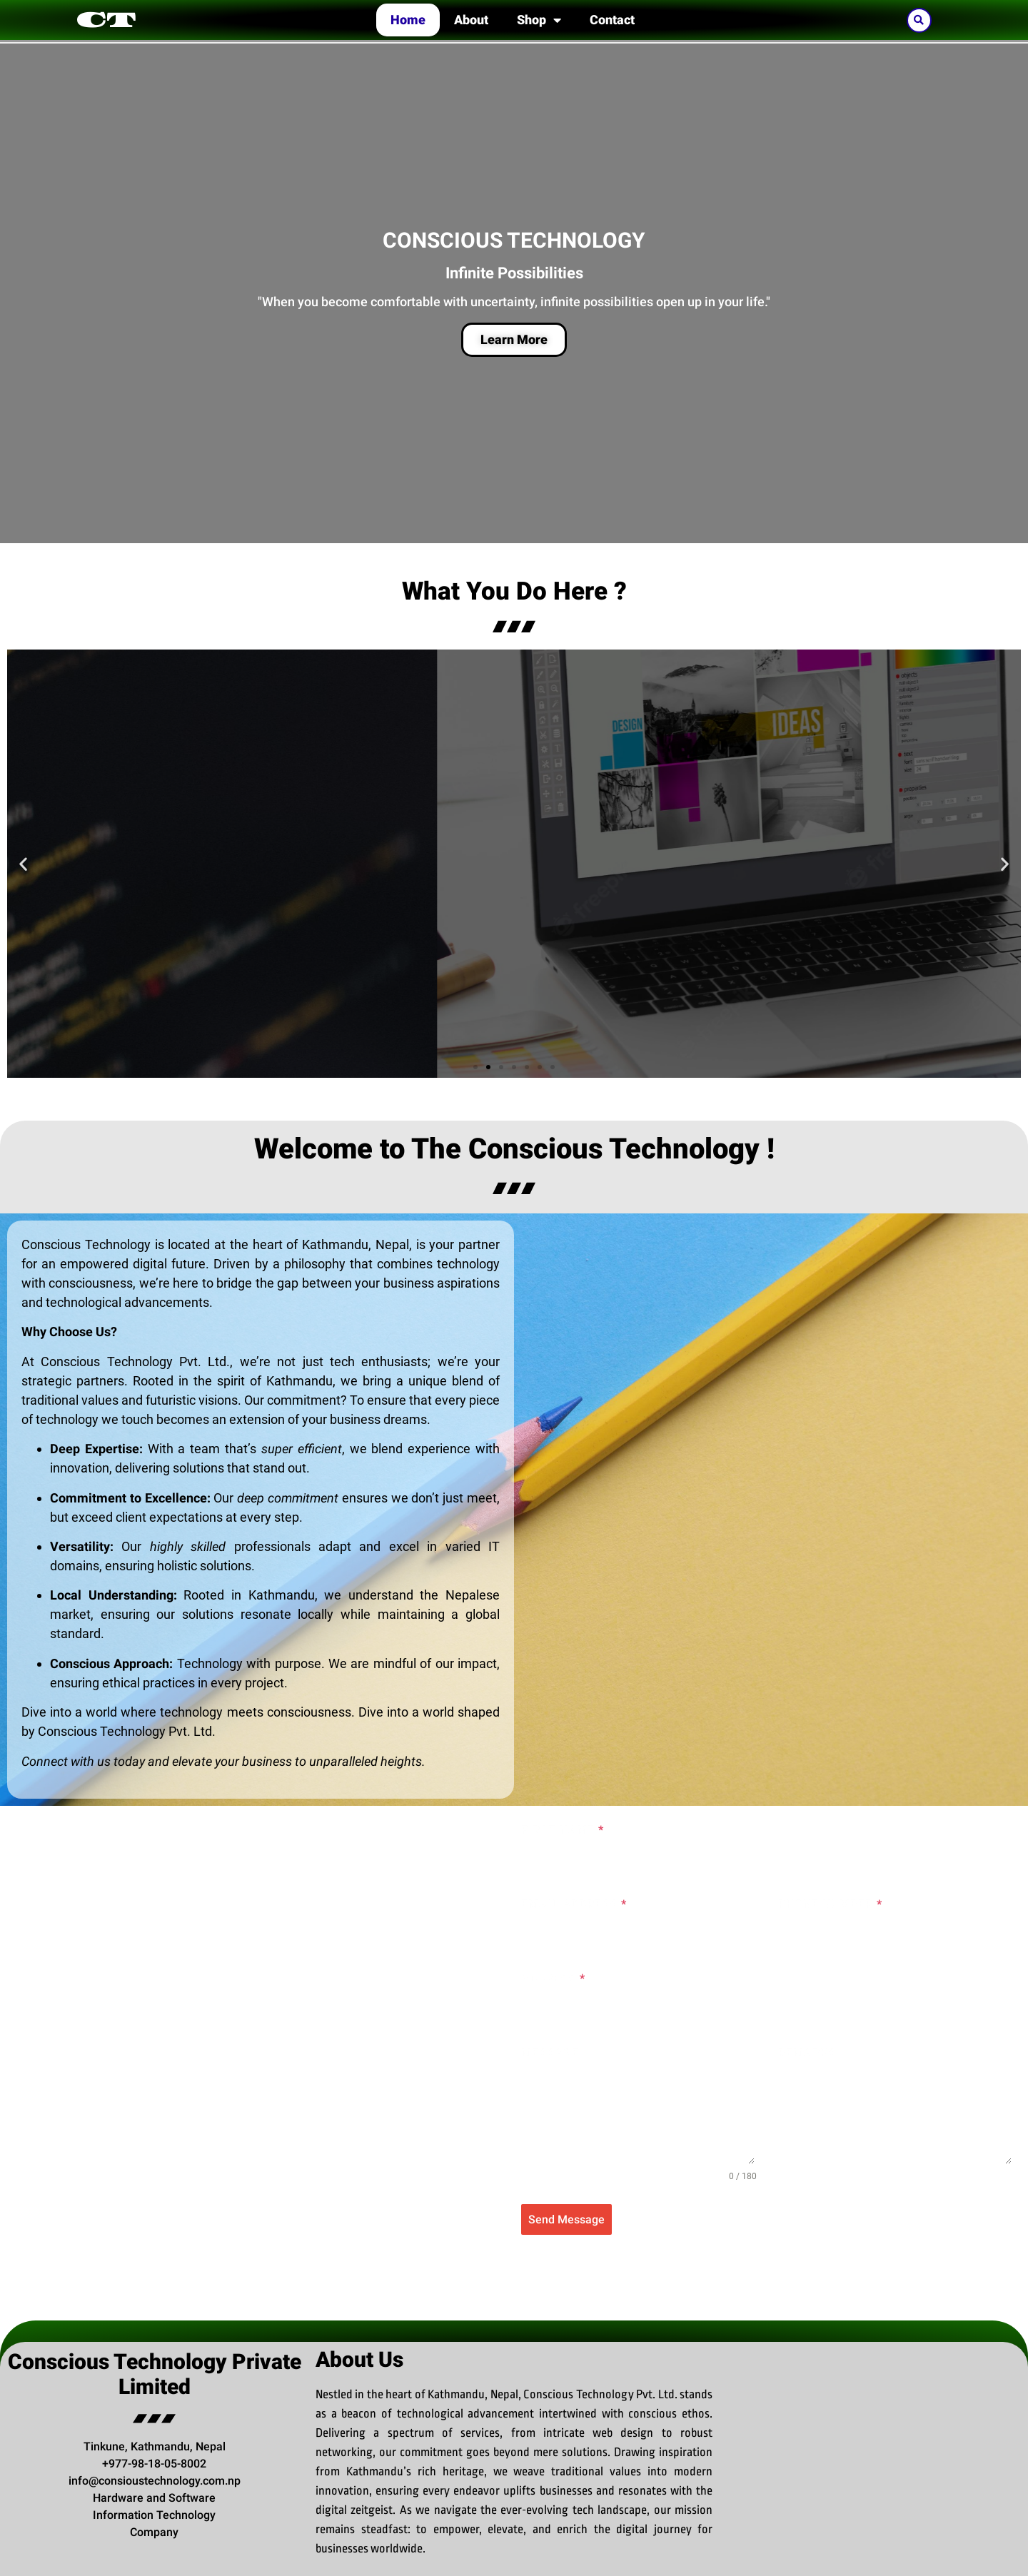 CT
Home
About
Shop
Contact
CONSCIOUS TECHNOLOGY
Infinite Possibilities
"When you become comfortable with uncertainty, infinite possibilities open up in your life."
Learn More
What You Do Here ?
DESIGN
IDEAS
Welcome to The Conscious Technology !
Conscious Technology is located at the heart of Kathmandu, Nepal, is your partner
for an empowered digital future. Driven by a philosophy that combines technology
with consciousness, we’re here to bridge the gap between your business aspirations
and technological advancements.
Why Choose Us?
At Conscious Technology Pvt. Ltd., we’re not just tech enthusiasts; we’re your
strategic partners. Rooted in the spirit of Kathmandu, we bring a unique blend of
traditional values and futuristic visions. Our commitment? To ensure that every piece
of technology we touch becomes an extension of your business dreams.
• Deep Expertise: With a team that’s super efficient, we blend experience with
innovation, delivering solutions that stand out.
• Commitment to Excellence: Our deep commitment ensures we don’t just meet,
but exceed client expectations at every step.
• Versatility: Our highly skilled professionals adapt and excel in varied IT
domains, ensuring holistic solutions.
• Local Understanding: Rooted in Kathmandu, we understand the Nepalese
market, ensuring our solutions resonate locally while maintaining a global
standard.
• Conscious Approach: Technology with purpose. We are mindful of our impact,
ensuring ethical practices in every project.
Dive into a world where technology meets consciousness. Dive into a world shaped
by Conscious Technology Pvt. Ltd.
Connect with us today and elevate your business to unparalleled heights.
*
* *
*
0 / 180
Send Message
Conscious Technology Private
Limited
Tinkune, Kathmandu, Nepal
+977-98-18-05-8002
info@consioustechnology.com.np
Hardware and Software
Information Technology
Company
About Us
Nestled in the heart of Kathmandu, Nepal, Conscious Technology Pvt. Ltd. stands
as a beacon of technological advancement intertwined with conscious ethos.
Delivering a spectrum of services, from intricate web design to robust
networking, our commitment goes beyond mere solutions. Drawing inspiration
from Kathmandu's rich heritage, we weave traditional values into modern
innovation, ensuring every endeavor uplifts businesses and resonates with the
digital zeitgeist. As we navigate the ever-evolving tech landscape, our mission
remains steadfast: to empower, elevate, and enrich the digital journey for
businesses worldwide.